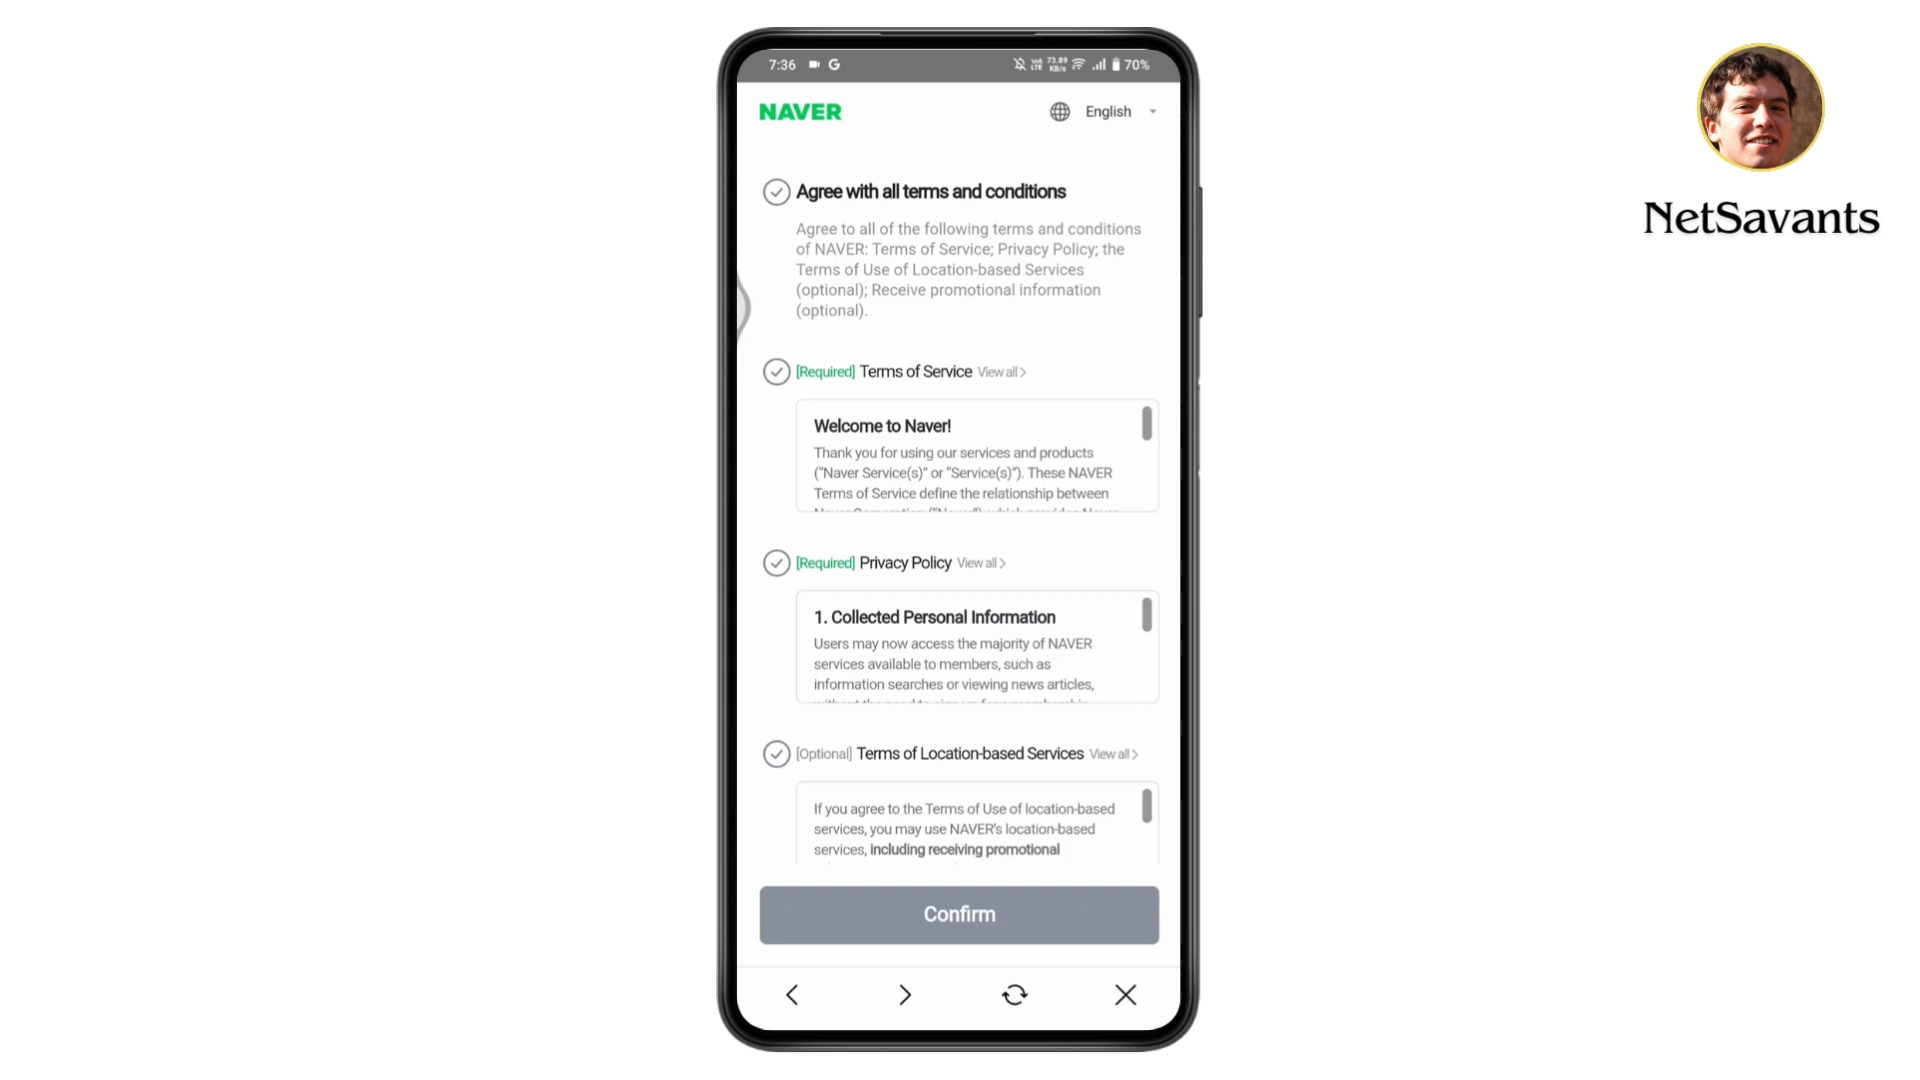 7:36 G VoLTE 73.89 KB/s 70%
NAVER English
Agree with all terms and conditions
Agree to all of the following terms and conditions
of NAVER: Terms of Service; Privacy Policy; the
Terms of Use of Location-based Services
(optional); Receive promotional information
(optional).
[Required] Terms of Service View all
Welcome to Naver!
Thank you for using our services and products
("Naver Service(s)" or "Service(s)"). These NAVER
Terms of Service define the relationship between
[Required] Privacy Policy View all
1. Collected Personal Information
Users may now access the majority of NAVER
services available to members, such as
information searches or viewing news articles,
[Optional] Terms of Location-based Services View all
If you agree to the Terms of Use of location-based
services, you may use NAVER's location-based
services, including receiving promotional
Confirm
NetSavants